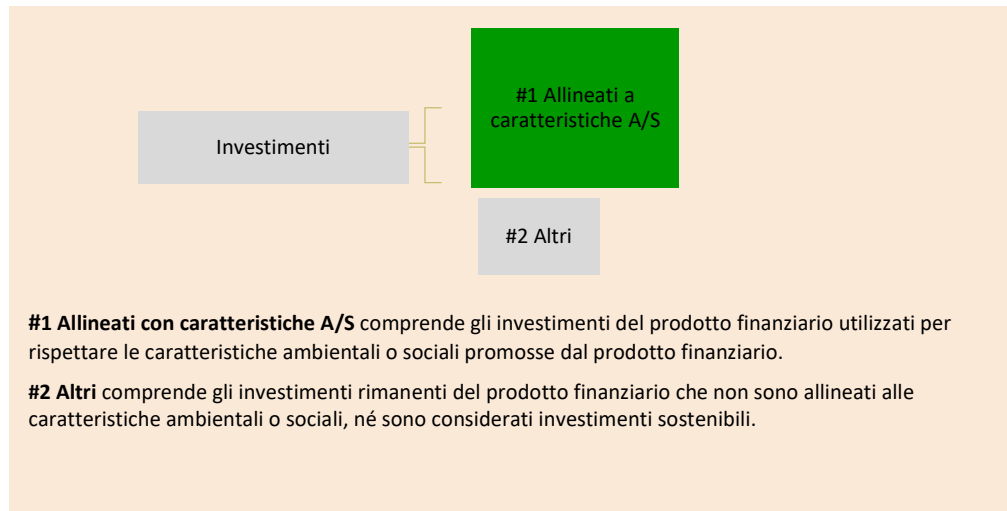 #1 Allineati a
caratteristiche A/S
Investimenti
#2 Altri
#1 Allineati con caratteristiche A/S comprende gli investimenti del prodotto finanziario utilizzati per
rispettare le caratteristiche ambientali o sociali promosse dal prodotto finanziario.
#2 Altri comprende gli investimenti rimanenti del prodotto finanziario che non sono allineati alle
caratteristiche ambientali o sociali, né sono considerati investimenti sostenibili.